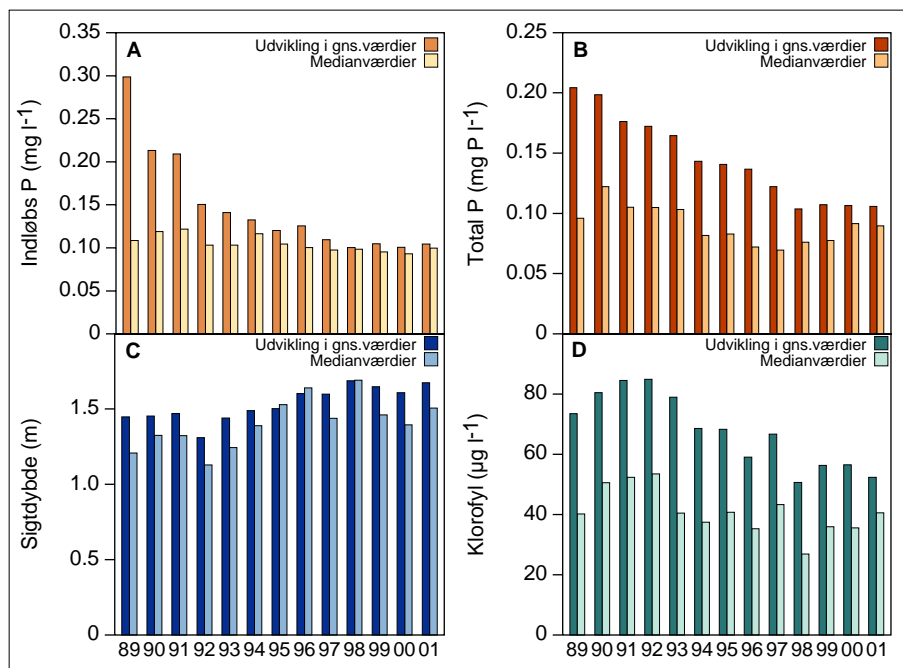 A
Udvikling i gns.værdier
Medianværdier
Indløbs P (mg l-1)
0.35
0.30
0.25
0.20
0.15
0.10
0.05
0
B
Udvikling i gns.værdier
Medianværdier
Total P (mg P l-1)
0.25
0.20
0.15
0.10
0.05
0
C
Udvikling i gns.værdier
Medianværdier
Sigtdybde (m)
1.5
1.0
0.5
0
89 90 91 92 93 94 95 96 97 98 99 00 01
D
Udvikling i gns.værdier
Medianværdier
Klorofyl (µg l-1)
80
60
40
20
0
89 90 91 92 93 94 95 96 97 98 99 00 01